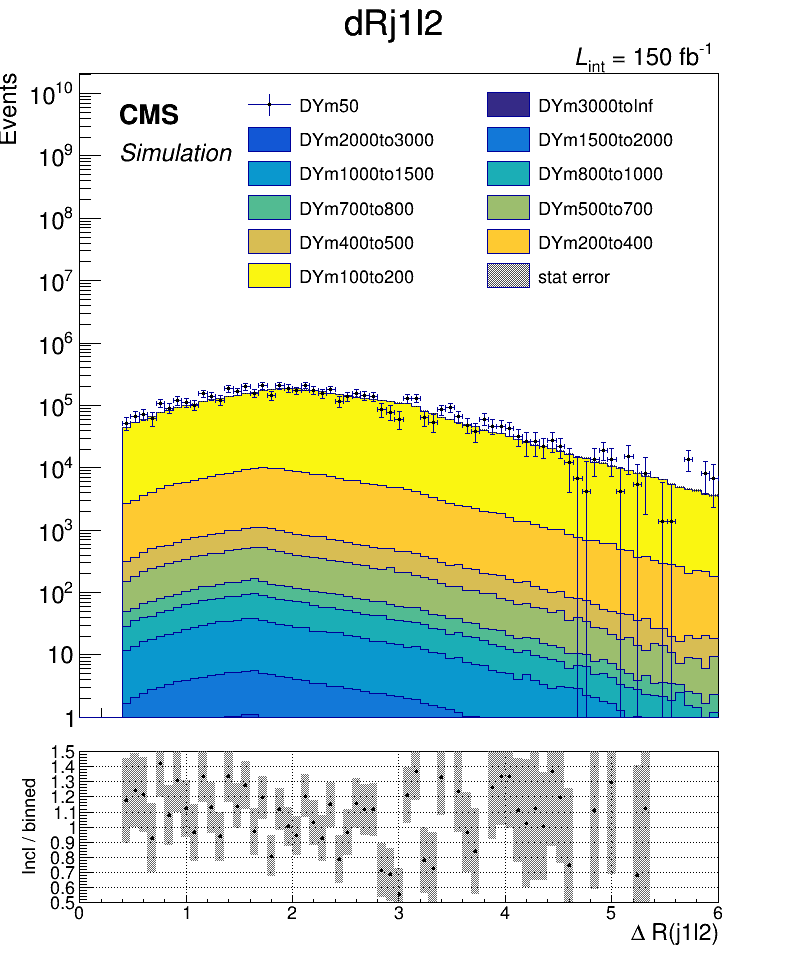 dRj1l2
L_int = 150 fb^-1
Events
CMS
Simulation
DYm50
DYm3000toInf
DYm2000to3000
DYm1500to2000
DYm1000to1500
DYm800to1000
DYm700to800
DYm500to700
DYm400to500
DYm200to400
DYm100to200
stat error
10^10
10^9
10^8
10^7
10^6
10^5
10^4
10^3
10^2
10
1
Incl / binned
1.5
1.4
1.3
1.2
1.1
1
0.9
0.8
0.7
0.6
0.5
0 1 2 3 4 5 6
Δ R(j1l2)